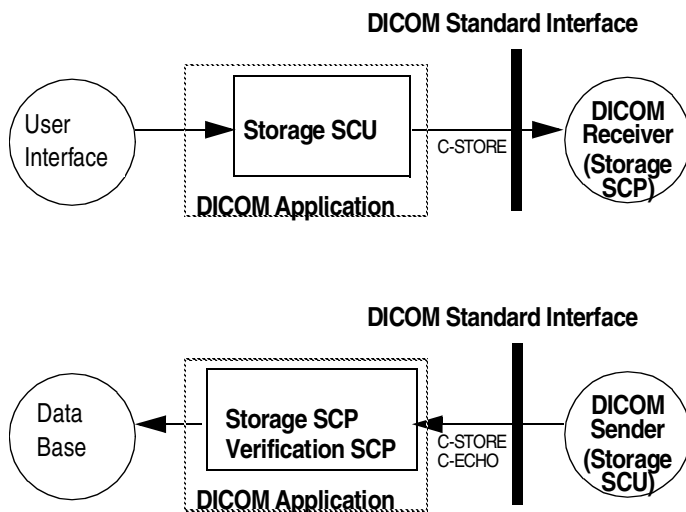 DICOM Standard Interface
User
Interface
Storage SCU
C-STORE
DICOM
Receiver
(Storage
SCP)
DICOM Application
DICOM Standard Interface
Data
Base
Storage SCP
Verification SCP
C-STORE
C-ECHO
DICOM
Sender
(Storage
SCU)
DICOM Application